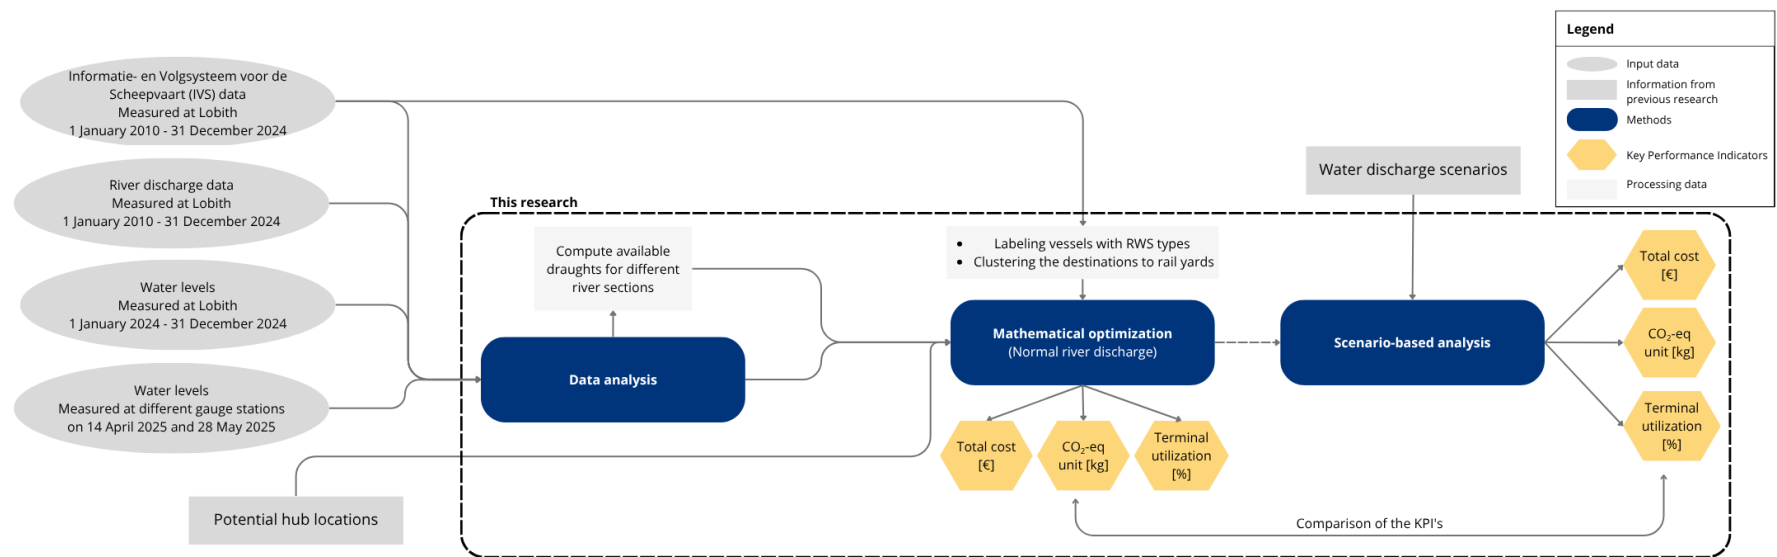 Legend
Input data
Information from
previous research
Methods
Key Performance Indicators
Processing data
Informatie- en Volgsysteem voor de
Scheepvaart (IVS) data
Measured at Lobith
1 January 2010 - 31 December 2024
River discharge data
Measured at Lobith
1 January 2010 - 31 December 2024
Water levels
Measured at Lobith
1 January 2024 - 31 December 2024
Water levels
Measured at different gauge stations
on 14 April 2025 and 28 May 2025
Potential hub locations
This research
Compute available
draughts for different
river sections
Data analysis
• Labeling vessels with RWS types
• Clustering the destinations to rail yards
Mathematical optimization
(Normal river discharge)
Total cost
[€]
CO₂-eq
unit [kg]
Terminal
utilization
[%]
Water discharge scenarios
Scenario-based analysis
Total cost
[€]
CO₂-eq
unit [kg]
Terminal
utilization
[%]
Comparison of the KPI's